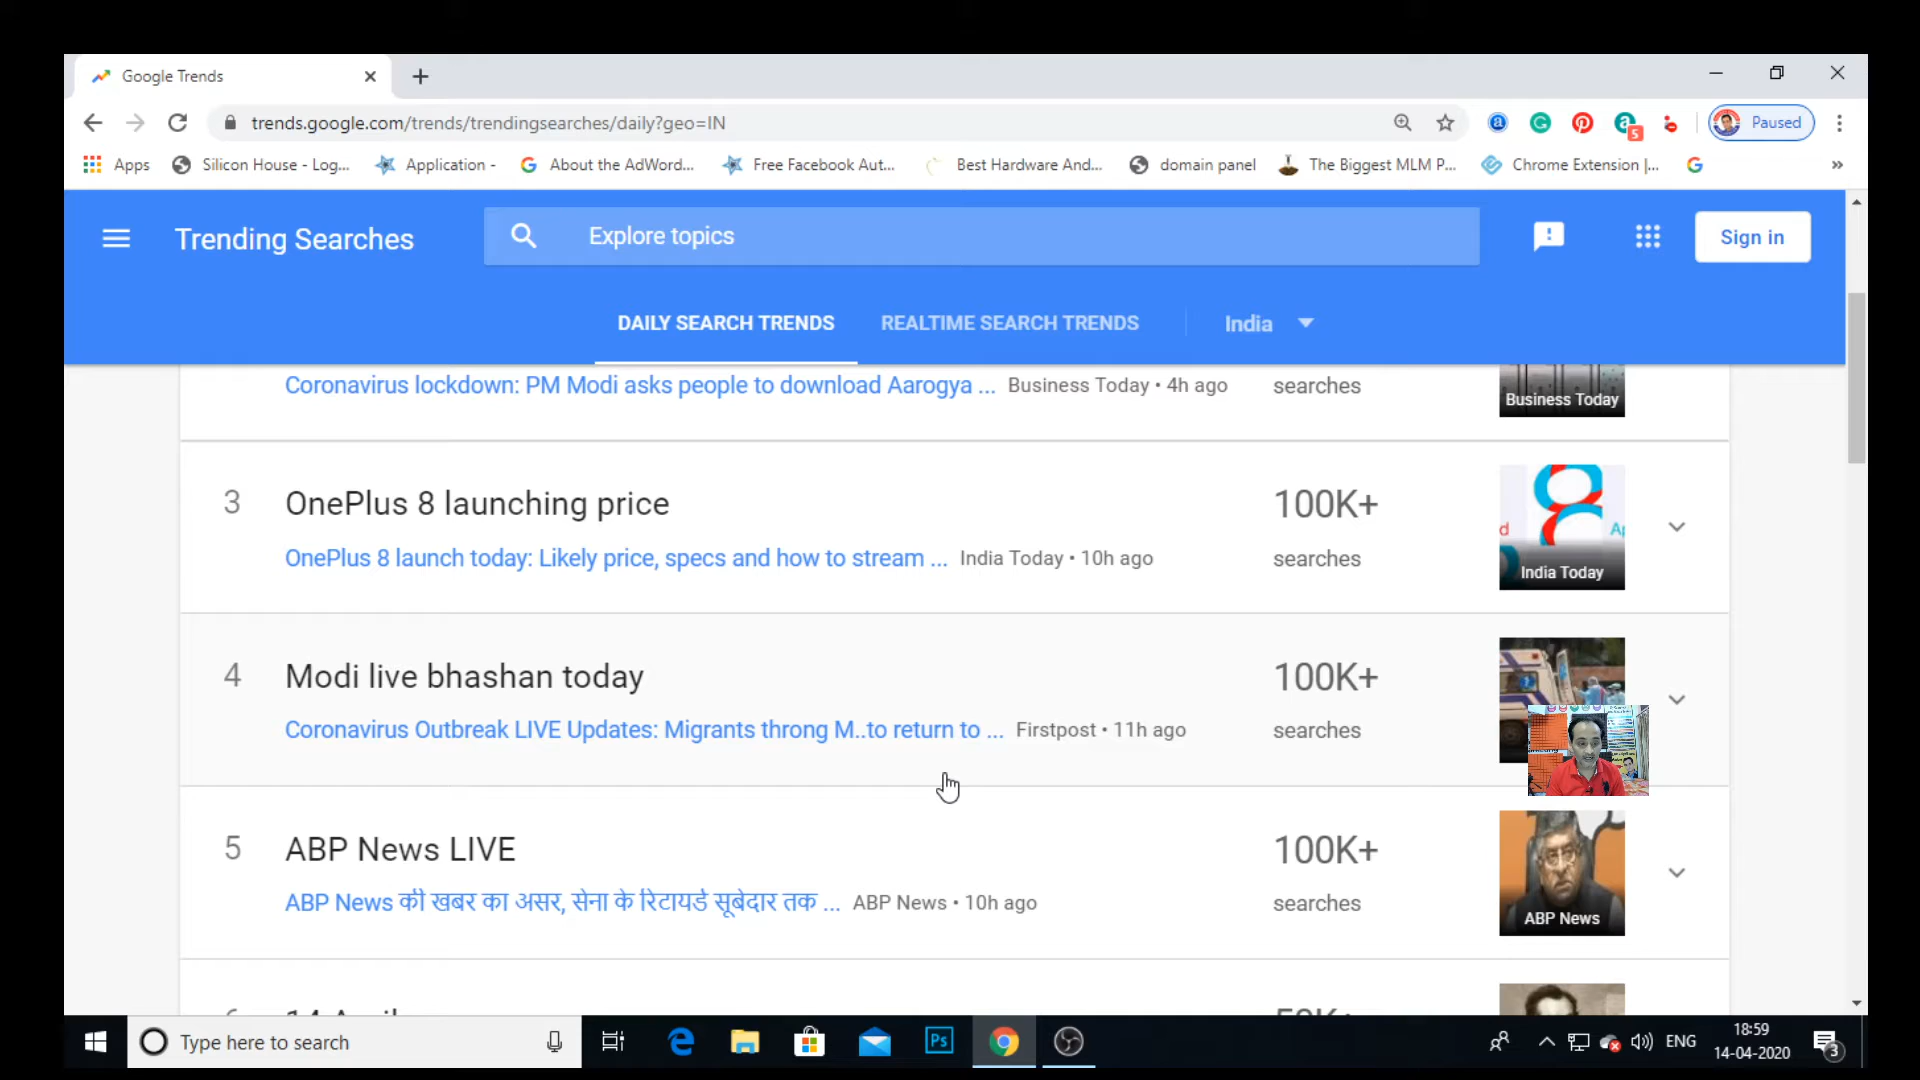 Google Trends
trends.google.com/trends/trendingsearches/daily?geo=IN
5
Paused
Apps
Silicon House - Log...
Application -
About the AdWord...
Free Facebook Aut...
Best Hardware And...
domain panel
The Biggest MLM P...
Chrome Extension |...
»
Trending Searches
Explore topics
Sign in
DAILY SEARCH TRENDS
REALTIME SEARCH TRENDS
India
Coronavirus lockdown: PM Modi asks people to download Aarogya ... Business Today • 4h ago
searches
Business Today
3
OnePlus 8 launching price
100K+
OnePlus 8 launch today: Likely price, specs and how to stream ... India Today • 10h ago
searches
India Today
4
Modi live bhashan today
100K+
Coronavirus Outbreak LIVE Updates: Migrants throng M..to return to ... Firstpost • 11h ago
searches
5
ABP News LIVE
100K+
ABP News की खबर का असर, सेना के रिटायर्ड सूबेदार तक ... ABP News • 10h ago
searches
ABP News
Type here to search
Ps
ENG
18:59
14-04-2020
3